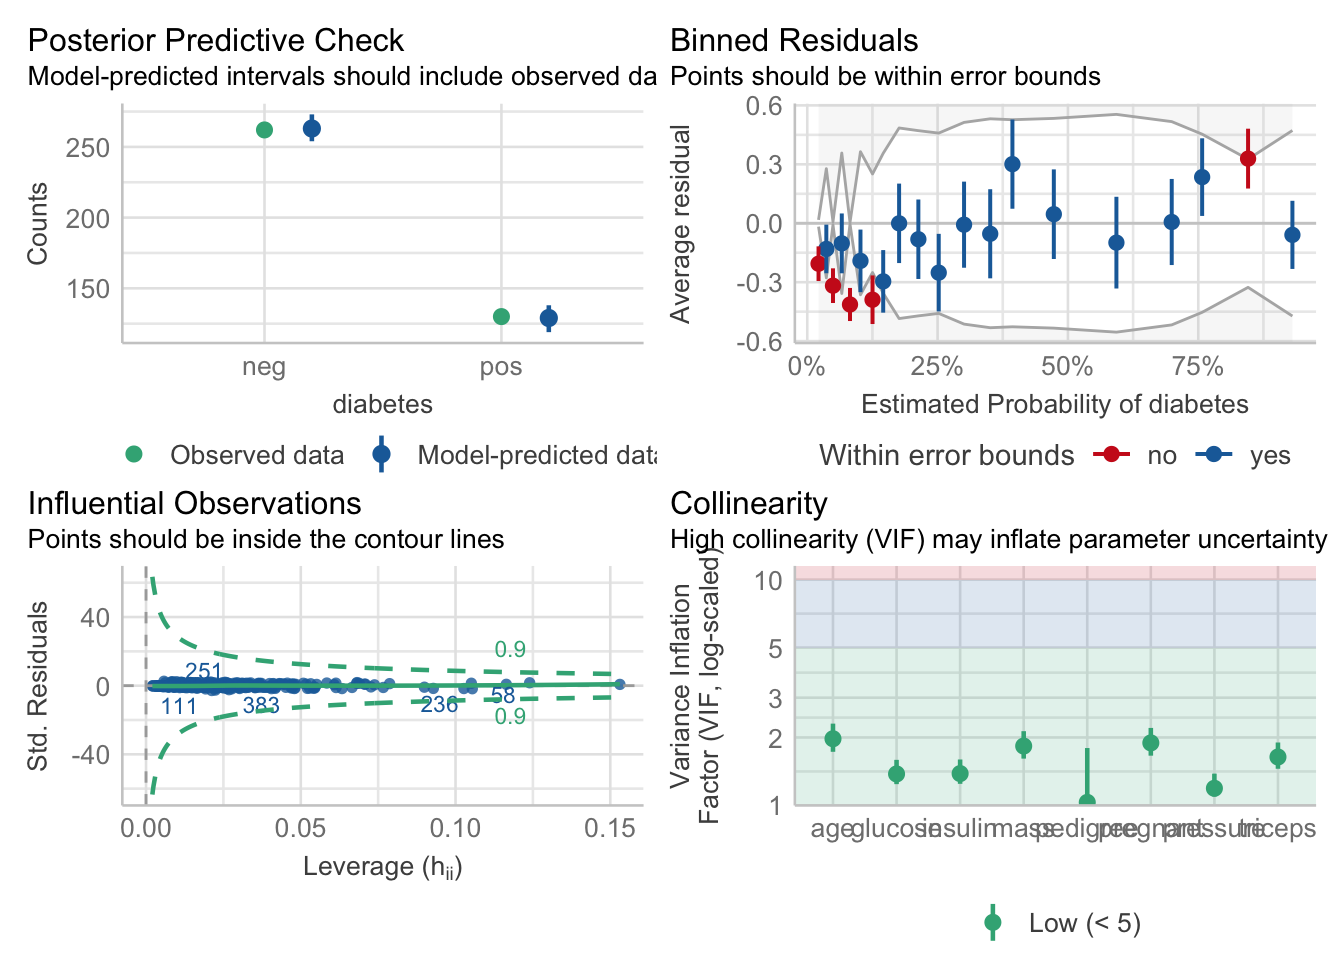 Posterior Predictive Check
Model-predicted intervals should include observed da
Counts
250
200
150
neg
pos
diabetes
Observed data
Model-predicted data
Binned Residuals
Points should be within error bounds
Average residual
0.6
0.3
0.0
-0.3
-0.6
0%
25%
50%
75%
Estimated Probability of diabetes
Within error bounds
no
yes
Influential Observations
Points should be inside the contour lines
Std. Residuals
40
0
-40
0.9
251
111
383
236
58
0.9
0.00
0.05
0.10
0.15
Leverage (hii)
Collinearity
High collinearity (VIF) may inflate parameter uncertainty
Variance Inflation
Factor (VIF, log-scaled)
10
5
3
2
1
age
glucose
insulin
mass
pedigree
pregnant
pressure
triceps
Low (< 5)